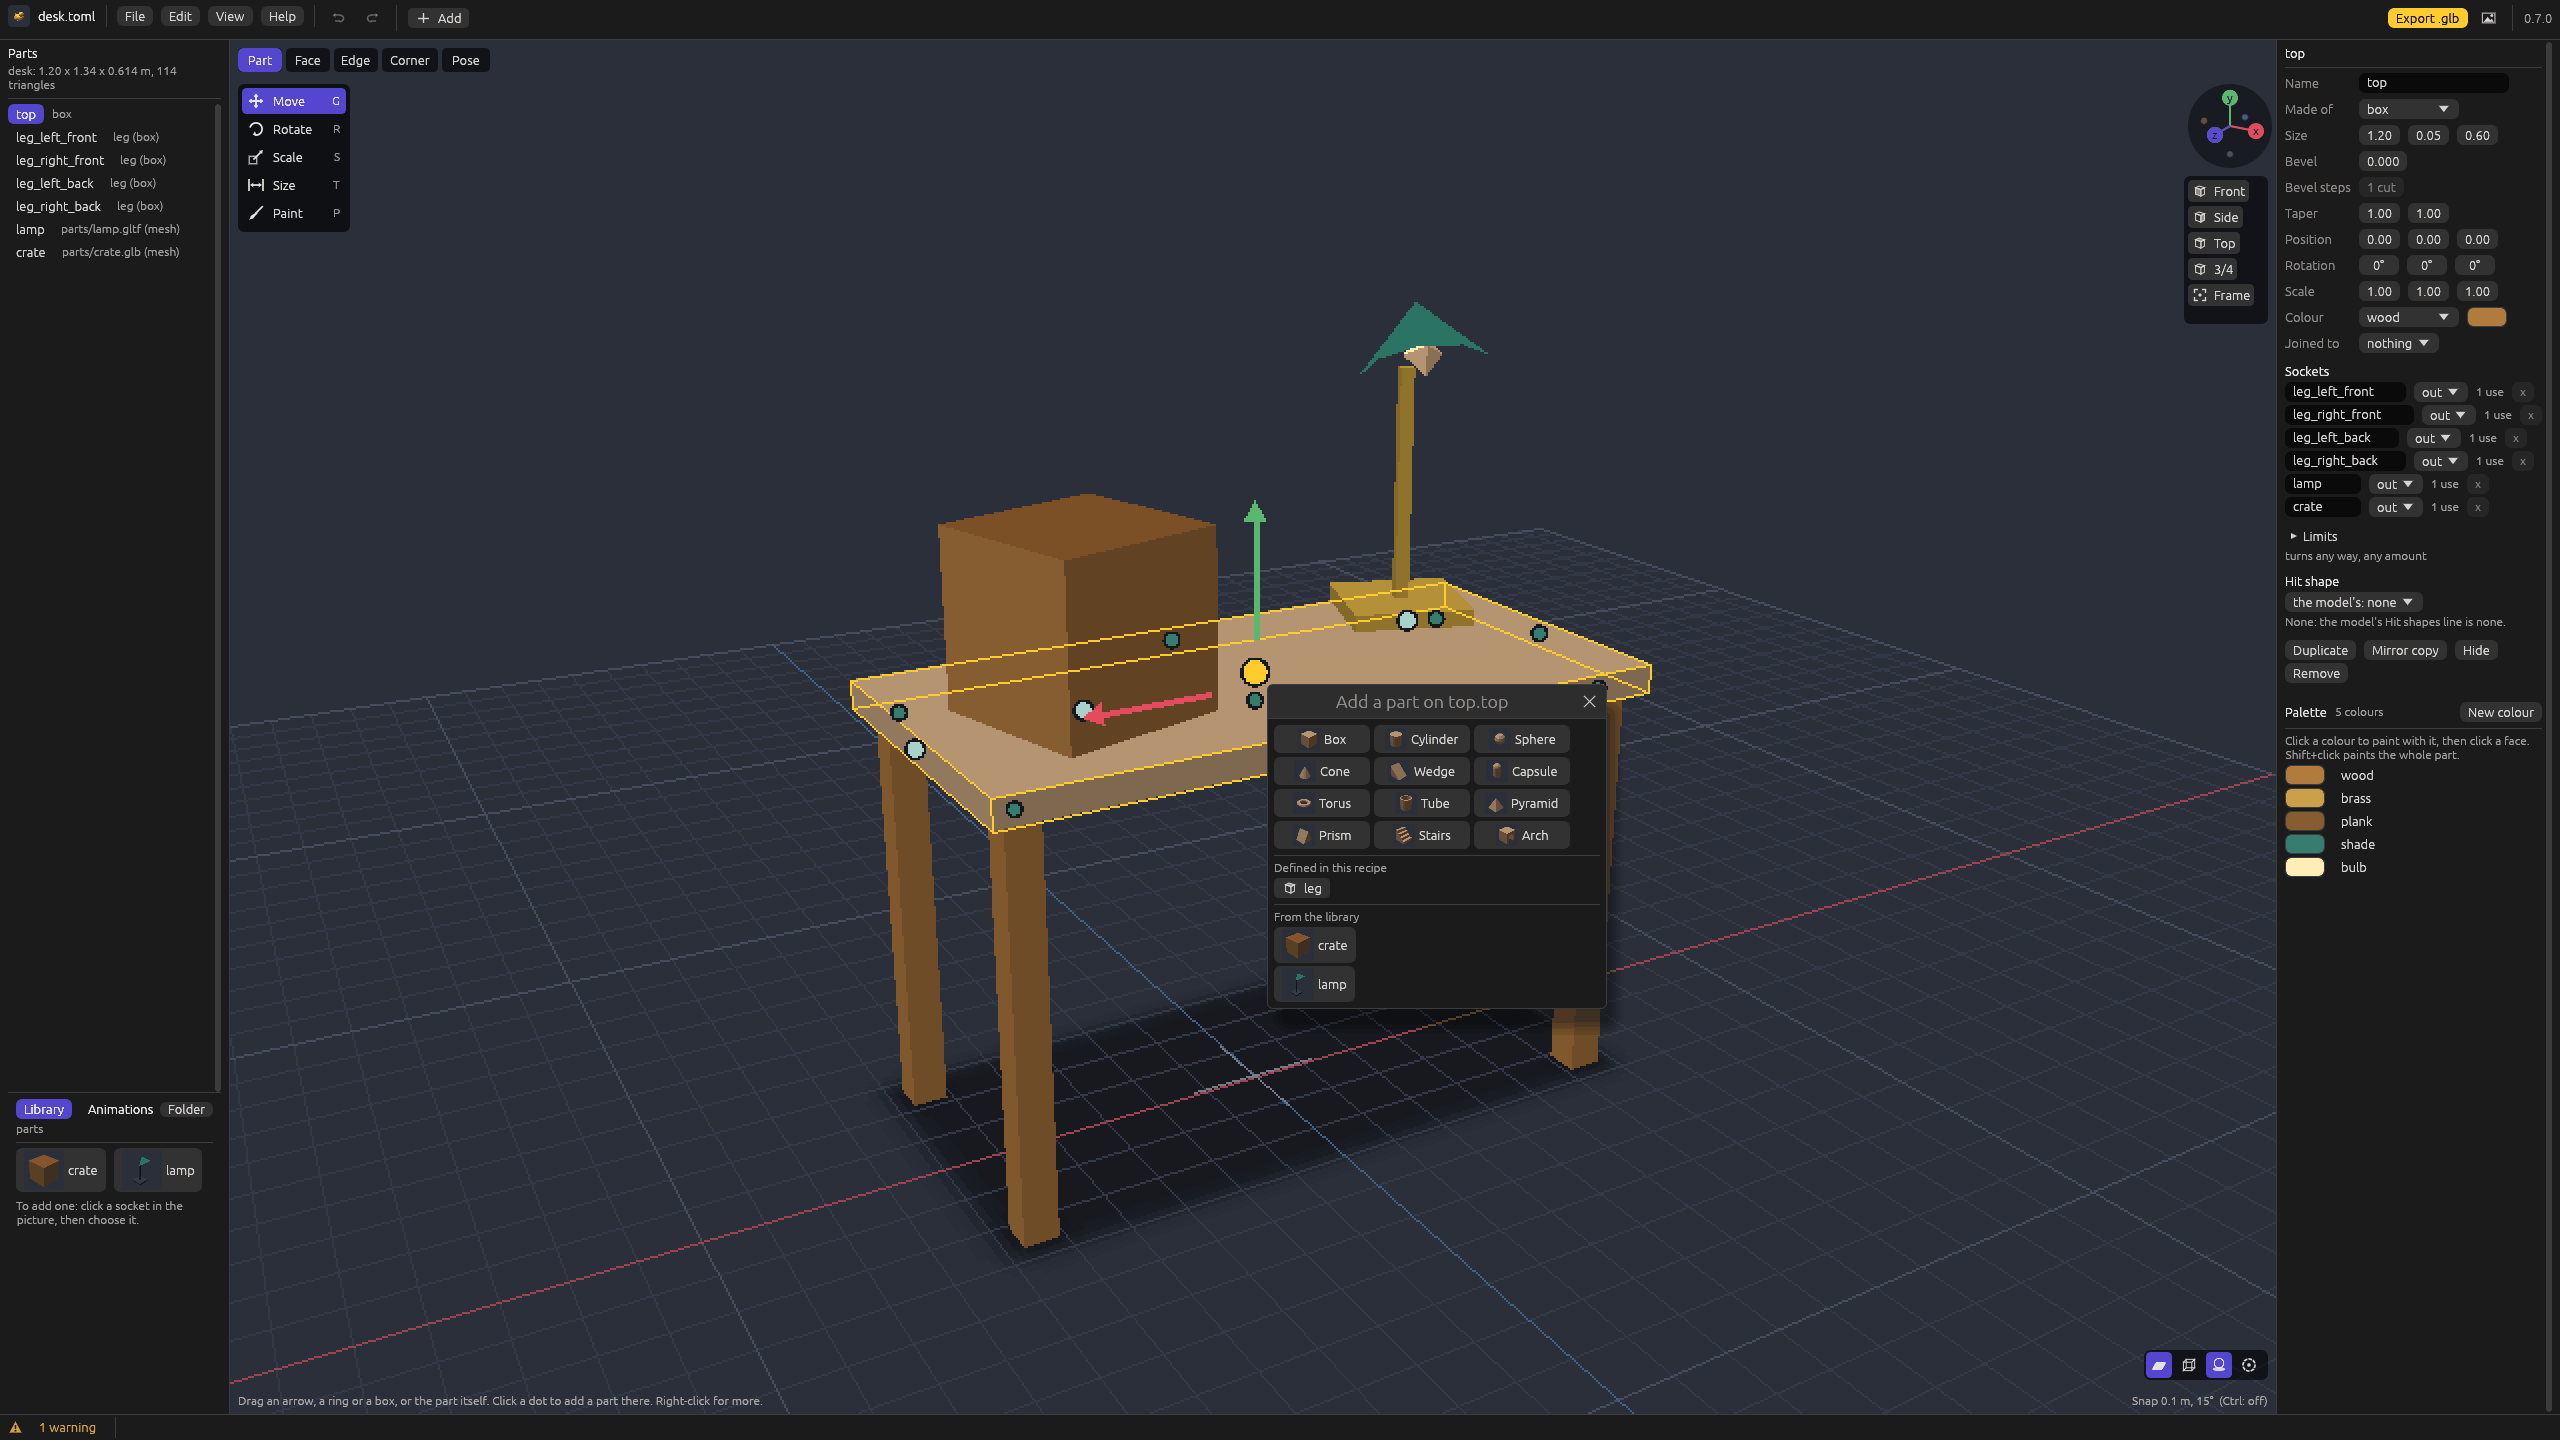 desk.toml File Edit View Help + Add Export .glb 0.7.0
Parts
desk: 1.20 x 1.34 x 0.614 m, 114
triangles
top box
leg_left_front leg (box)
leg_right_front leg (box)
leg_left_back leg (box)
leg_right_back leg (box)
lamp parts/lamp.gltf (mesh)
crate parts/crate.glb (mesh)
Library Animations Folder
parts
crate lamp
To add one: click a socket in the
picture, then choose it.
Part Face Edge Corner Pose
Move G
Rotate R
Scale S
Size T
Paint P
y
x
z
Front
Side
Top
3/4
Frame
Add a part on top.top
Box Cylinder Sphere
Cone Wedge Capsule
Torus Tube Pyramid
Prism Stairs Arch
Defined in this recipe
leg
From the library
crate
lamp
Drag an arrow, a ring or a box, or the part itself. Click a dot to add a part there. Right-click for more.
Snap 0.1 m, 15° (Ctrl: off)
top
Name top
Made of box
Size 1.20 0.05 0.60
Bevel 0.000
Bevel steps 1 cut
Taper 1.00 1.00
Position 0.00 0.00 0.00
Rotation 0° 0° 0°
Scale 1.00 1.00 1.00
Colour wood
Joined to nothing
Sockets
leg_left_front out 1 use x
leg_right_front out 1 use x
leg_left_back out 1 use x
leg_right_back out 1 use x
lamp out 1 use x
crate out 1 use x
Limits
turns any way, any amount
Hit shape
the model's: none
None: the model's Hit shapes line is none.
Duplicate Mirror copy Hide
Remove
Palette 5 colours New colour
Click a colour to paint with it, then click a face.
Shift+click paints the whole part.
wood
brass
plank
shade
bulb
1 warning